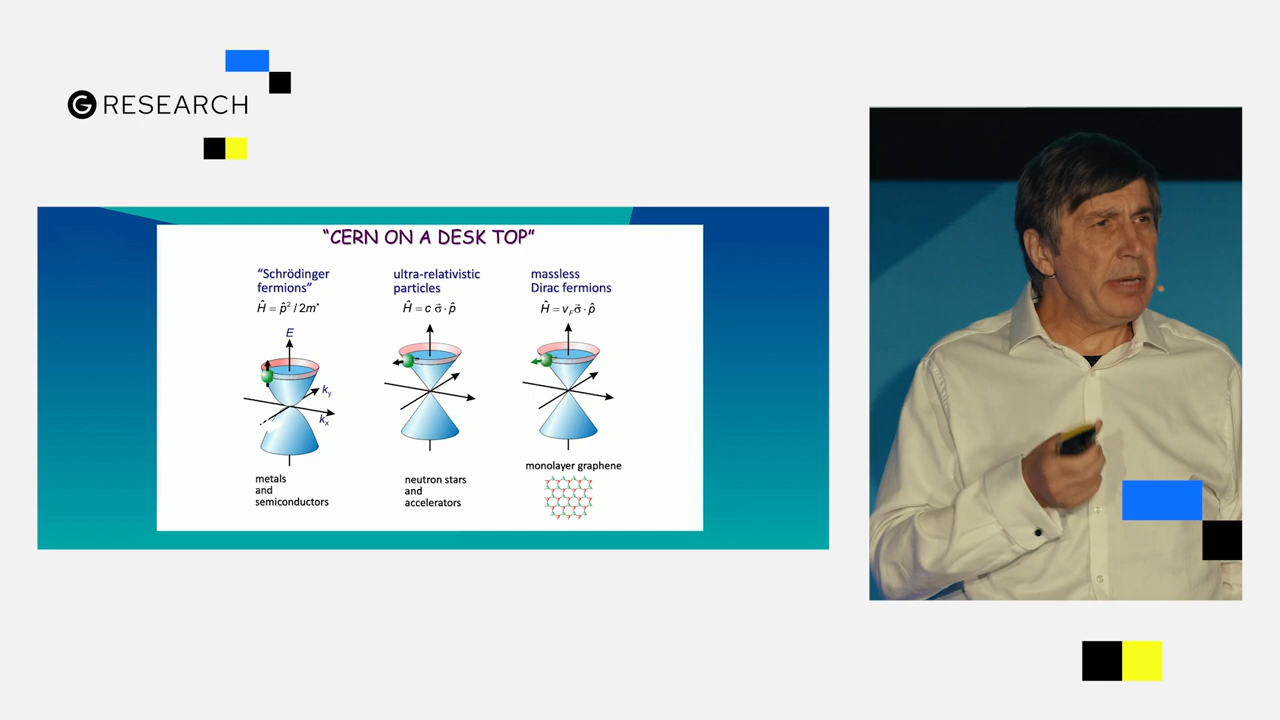 G RESEARCH
“CERN ON A DESK TOP”
“Schrödinger
fermions”
ultra-relativistic
particles
massless
Dirac fermions
Ĥ = p̂² / 2m*
Ĥ = c σ⃗ · p̂
Ĥ = v_F σ⃗ · p̂
E
k_y
k_x
metals
and
semiconductors
neutron stars
and
accelerators
monolayer graphene